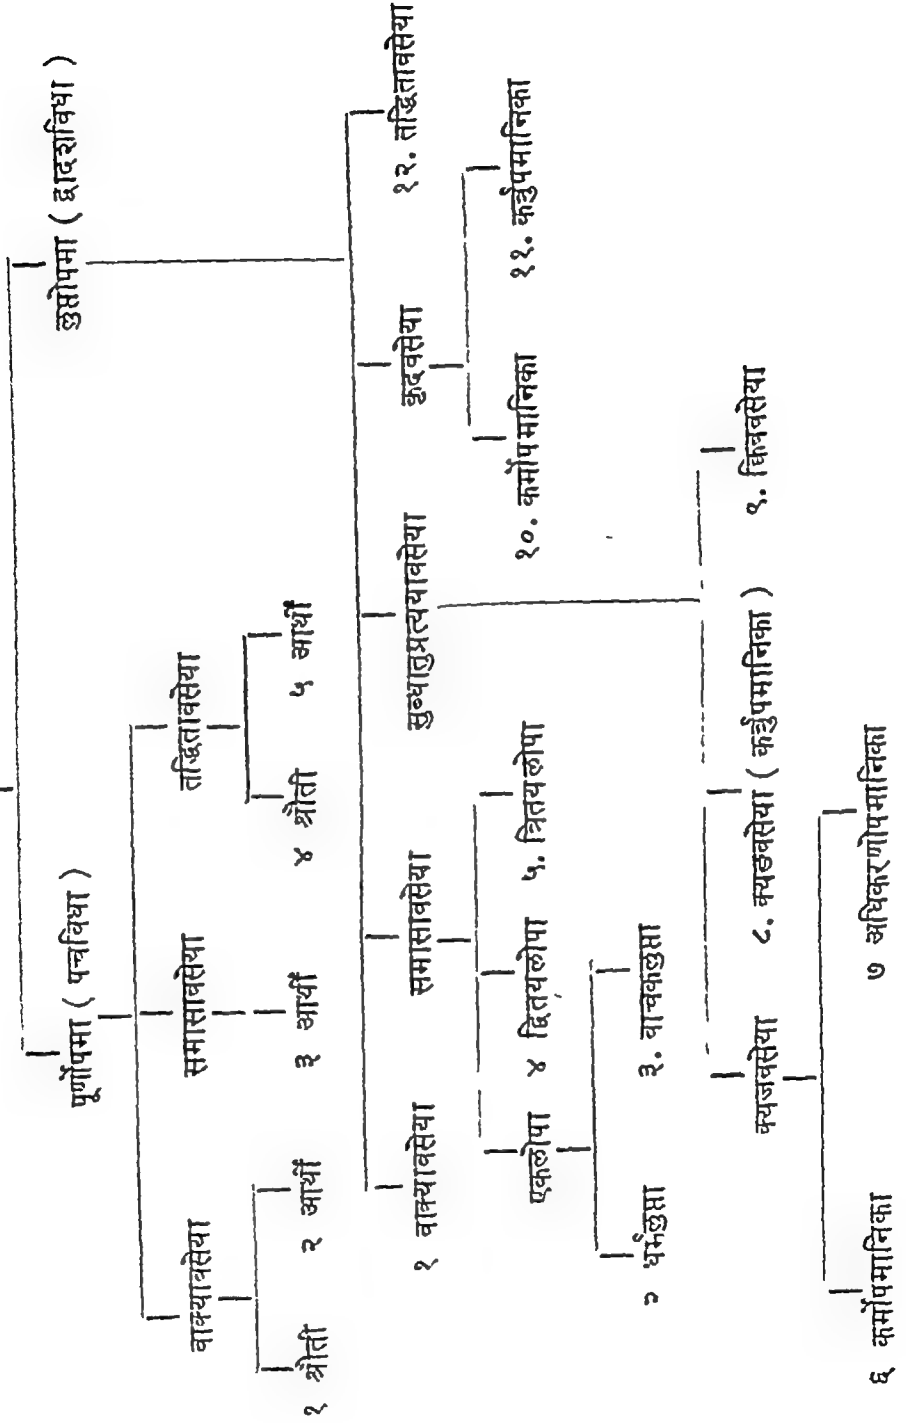 पूर्णोपमा ( पञ्चविधा ) लुप्तोपमा ( द्वादशविधा )
वाक्यावसेया समासावसेया तद्धितावसेया
१ श्रौती २ आर्थी ३ आर्थी ४ श्रौती ५ आर्थी
१ वाक्यावसेया समासावसेया सुब्धातुप्रत्ययावसेया कृदवसेया १२. तद्धितावसेया
एकलोपा ४ द्वितयलोपा ५. त्रितयलोपा १०. कर्मोपमानिका ११. कर्त्रुपमानिका
२ धर्मलुप्ता ३. वाचकलुप्ता
क्यजवसेया ८. क्यङवसेया ( कर्त्रुपमानिका ) ९. क्विबवसेया
६ कर्मोपमानिका ७ अधिकरणोपमानिका